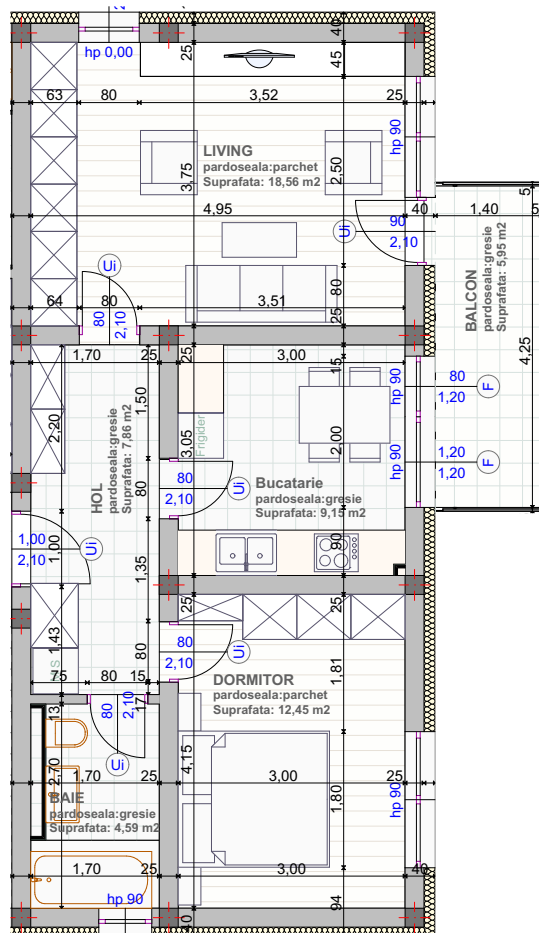 40
25
hp 0,00
45
63
80
3,52
25
hp 90
LIVING
pardoseala:parchet
Suprafata: 18,56 m2
3,75
2,50
5
4,95
90
40
1,40
5
Ui
2,10
BALCON
pardoseala:gresie
Suprafata: 5,95 m2
Ui
80
64
80
3,51
80
2,10
25
4,25
1,70
25
25
3,00
15
hp 90
80
F
1,20
1,50
2,20
HOL
pardoseala:gresie
Suprafata: 7,86 m2
3,05
Frigider
2,00
80
80
2,10
Ui
Bucatarie
pardoseala:gresie
Suprafata: 9,15 m2
hp 90
1,20
F
1,20
1,00
2,10
1,00
Ui
1,35
90
25
25
1,43
80
80
2,10
Ui
1,81
75
80
15
DORMITOR
pardoseala:parchet
Suprafata: 12,45 m2
13
80
2,10
17
Ui
4,15
2,70
1,70
25
3,00
25
1,80
hp 90
BAIE
pardoseala:gresie
Suprafata: 4,59 m2
1,70
25
3,00
40
hp 90
40
94